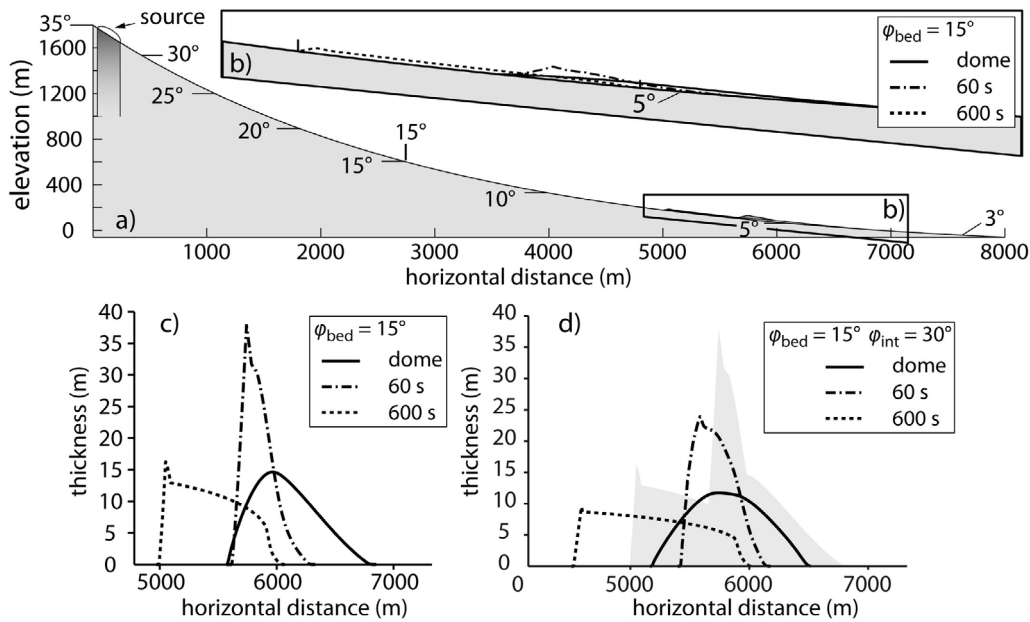 35°
source
1600
1200
800
400
0
elevation (m)
30°
25°
20°
15°
15°
10°
5°
3°
a)
b)
b)
5°
φbed = 15°
dome
60 s
600 s
1000 2000 3000 4000 5000 6000 7000 8000
horizontal distance (m)
c)
40
35
30
25
20
15
10
5
0
thickness (m)
φbed = 15°
dome
60 s
600 s
5000 6000 7000
horizontal distance (m)
d)
40
35
30
25
20
15
10
5
0
thickness (m)
φbed = 15° φint = 30°
dome
60 s
600 s
0 5000 6000 7000
horizontal distance (m)